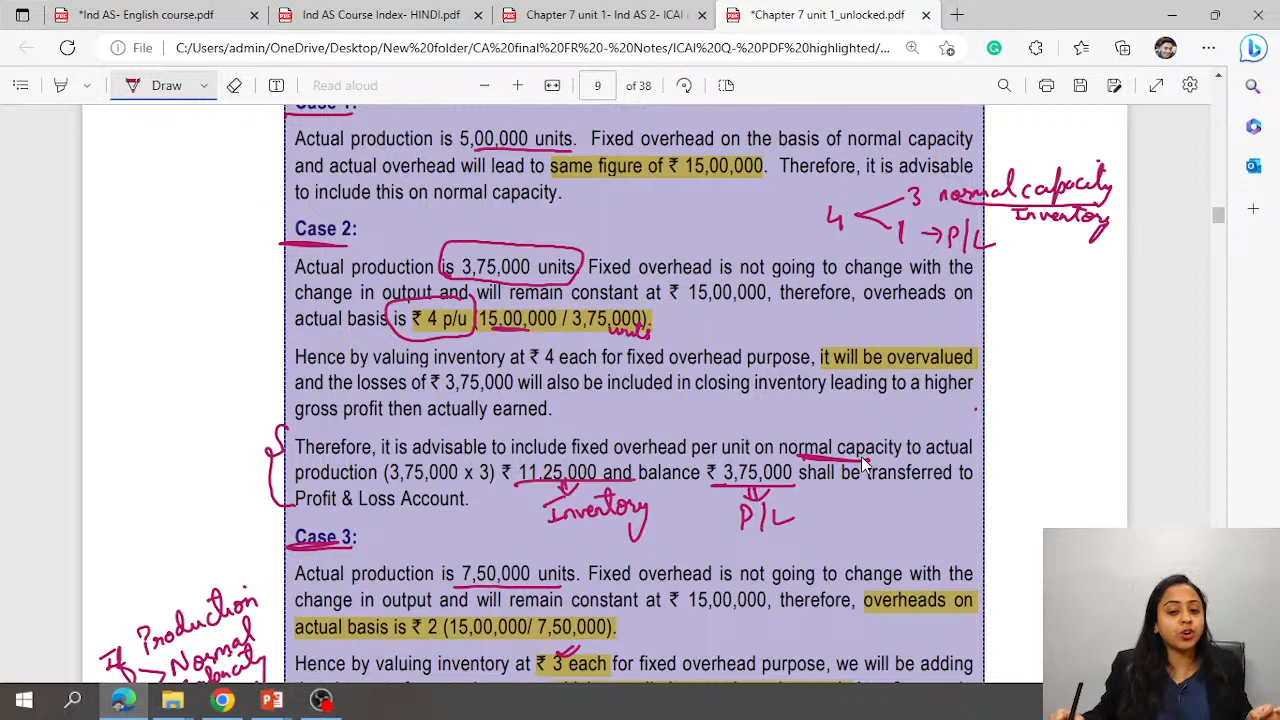 *Ind AS- English course.pdf
Ind AS Course Index- HINDI.pdf
Chapter 7 unit 1- Ind AS 2- ICAI c
*Chapter 7 unit 1_unlocked.pdf
File
C:/Users/admin/OneDrive/Desktop/New%20folder/CA%20final%20FR%20-%20Notes/ICAI%20Q-%20PDF%20highlighted/...
Draw
Read aloud
9 of 38
Case 1:
Actual production is 5,00,000 units. Fixed overhead on the basis of normal capacity
and actual overhead will lead to same figure of ₹ 15,00,000. Therefore, it is advisable
to include this on normal capacity.
4
3 normal capacity
Inventory
1 → P/L
Case 2:
Actual production is 3,75,000 units. Fixed overhead is not going to change with the
change in output and will remain constant at ₹ 15,00,000, therefore, overheads on
actual basis is ₹ 4 p/u (15,00,000 / 3,75,000).
units
Hence by valuing inventory at ₹ 4 each for fixed overhead purpose, it will be overvalued
and the losses of ₹ 3,75,000 will also be included in closing inventory leading to a higher
gross profit then actually earned.
Therefore, it is advisable to include fixed overhead per unit on normal capacity to actual
production (3,75,000 x 3) ₹ 11,25,000 and balance ₹ 3,75,000 shall be transferred to
Profit & Loss Account.
Inventory
P/L
Case 3:
Actual production is 7,50,000 units. Fixed overhead is not going to change with the
change in output and will remain constant at ₹ 15,00,000, therefore, overheads on
actual basis is ₹ 2 (15,00,000/ 7,50,000).
If Production
Normal
Hence by valuing inventory at ₹ 3 each for fixed overhead purpose, we will be adding